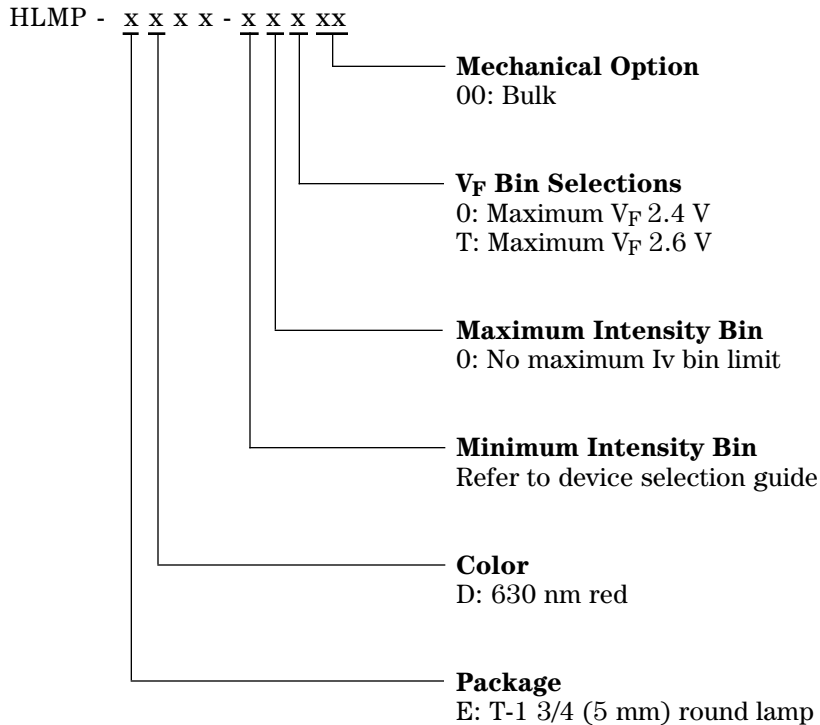 HLMP - x x x x - x x x xx
Mechanical Option
00: Bulk
VF Bin Selections
0: Maximum VF 2.4 V
T: Maximum VF 2.6 V
Maximum Intensity Bin
0: No maximum Iv bin limit
Minimum Intensity Bin
Refer to device selection guide
Color
D: 630 nm red
Package
E: T-1 3/4 (5 mm) round lamp